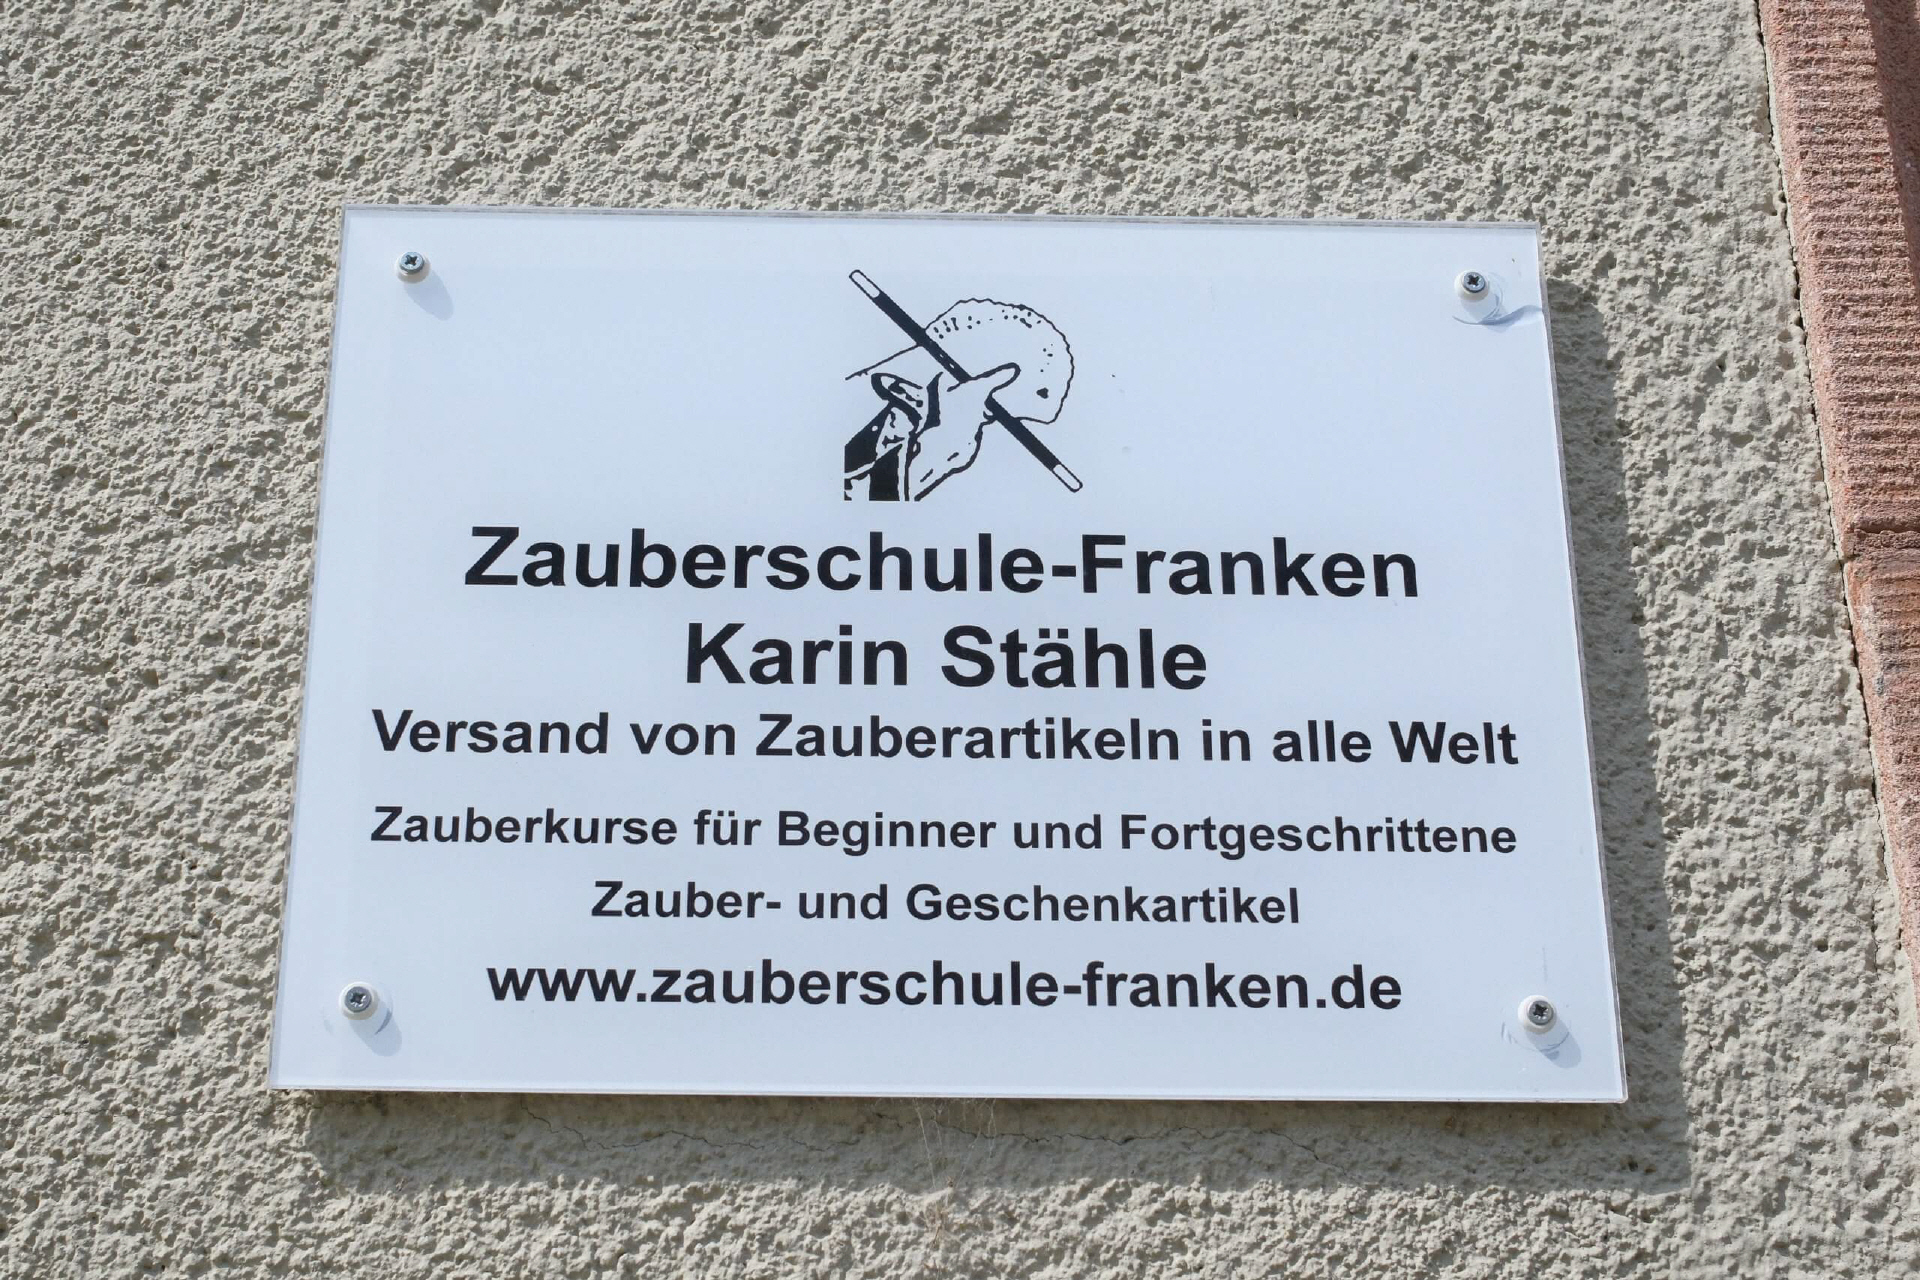 Zauberschule-Franken
Karin Stähle
Versand von Zauberartikeln in alle Welt
Zauberkurse für Beginner und Fortgeschrittene
Zauber- und Geschenkartikel
www.zauberschule-franken.de